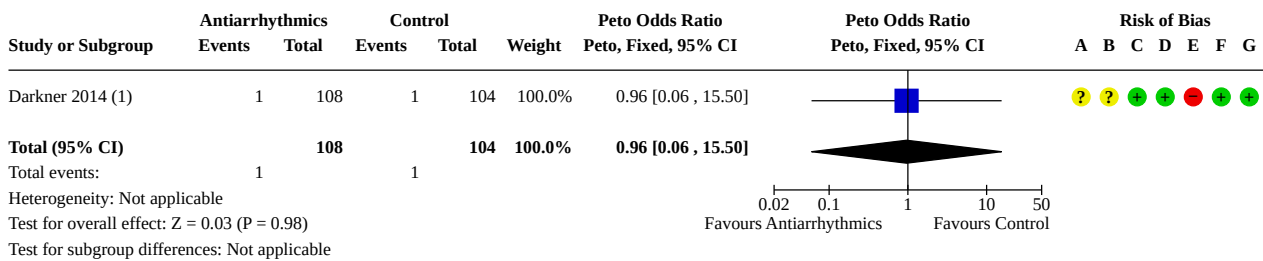 Antiarrhythmics Control Peto Odds Ratio Peto Odds Ratio Risk of Bias
Study or Subgroup Events Total Events Total Weight Peto, Fixed, 95% CI Peto, Fixed, 95% CI A B C D E F G
Darkner 2014 (1) 1 108 1 104 100.0% 0.96 [0.06 , 15.50] ? ? + + − + +
Total (95% CI) 108 104 100.0% 0.96 [0.06 , 15.50]
Total events: 1 1
Heterogeneity: Not applicable 0.02 0.1 1 10 50
Test for overall effect: Z = 0.03 (P = 0.98) Favours Antiarrhythmics Favours Control
Test for subgroup differences: Not applicable